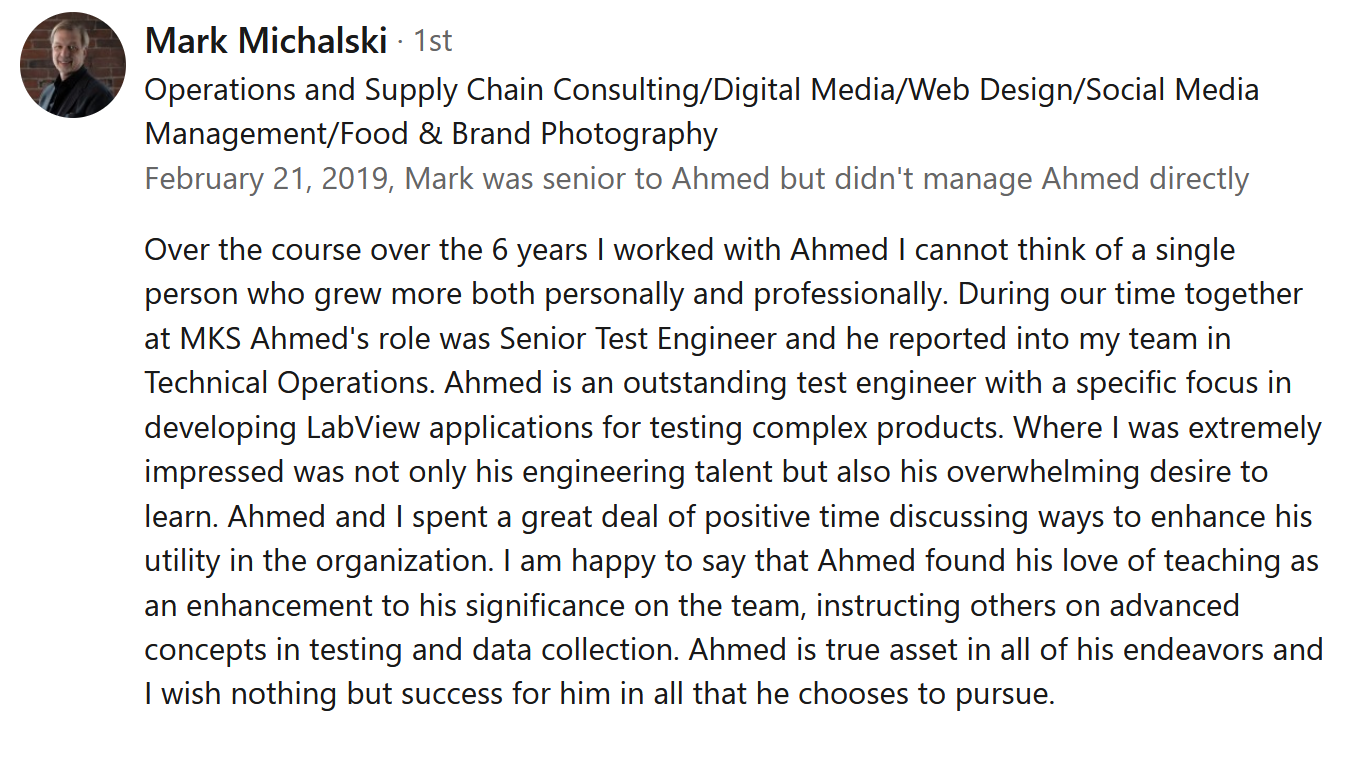 Mark Michalski · 1st
Operations and Supply Chain Consulting/Digital Media/Web Design/Social Media
Management/Food & Brand Photography
February 21, 2019, Mark was senior to Ahmed but didn't manage Ahmed directly
Over the course over the 6 years I worked with Ahmed I cannot think of a single
person who grew more both personally and professionally. During our time together
at MKS Ahmed's role was Senior Test Engineer and he reported into my team in
Technical Operations. Ahmed is an outstanding test engineer with a specific focus in
developing LabView applications for testing complex products. Where I was extremely
impressed was not only his engineering talent but also his overwhelming desire to
learn. Ahmed and I spent a great deal of positive time discussing ways to enhance his
utility in the organization. I am happy to say that Ahmed found his love of teaching as
an enhancement to his significance on the team, instructing others on advanced
concepts in testing and data collection. Ahmed is true asset in all of his endeavors and
I wish nothing but success for him in all that he chooses to pursue.